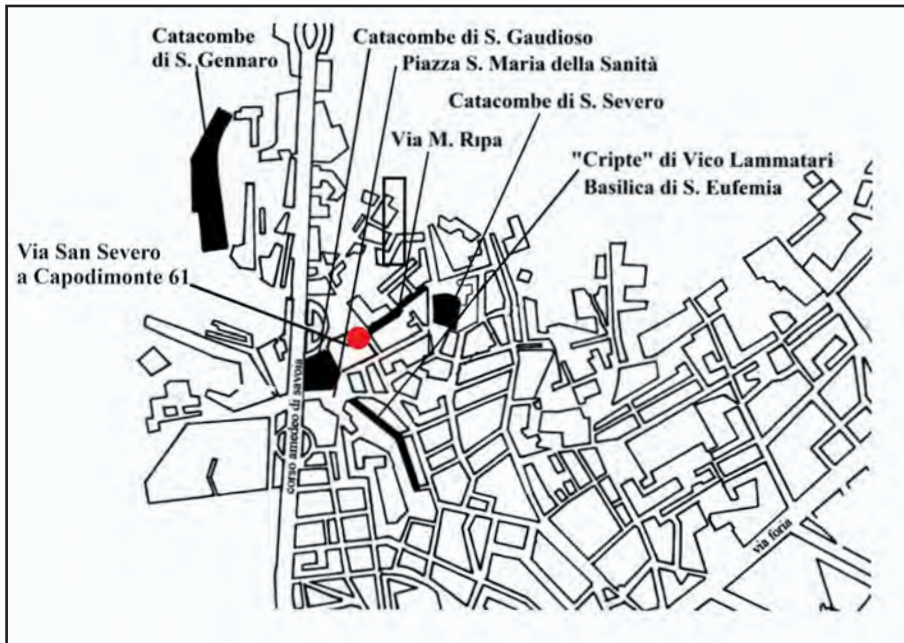 Catacombe
di S. Gennaro
Catacombe di S. Gaudioso
Piazza S. Maria della Sanità
Catacombe di S. Severo
Via M. Ripa
"Cripte" di Vico Lammatari
Basilica di S. Eufemia
Via San Severo
a Capodimonte 61
corso amedeo di savoia
via foria